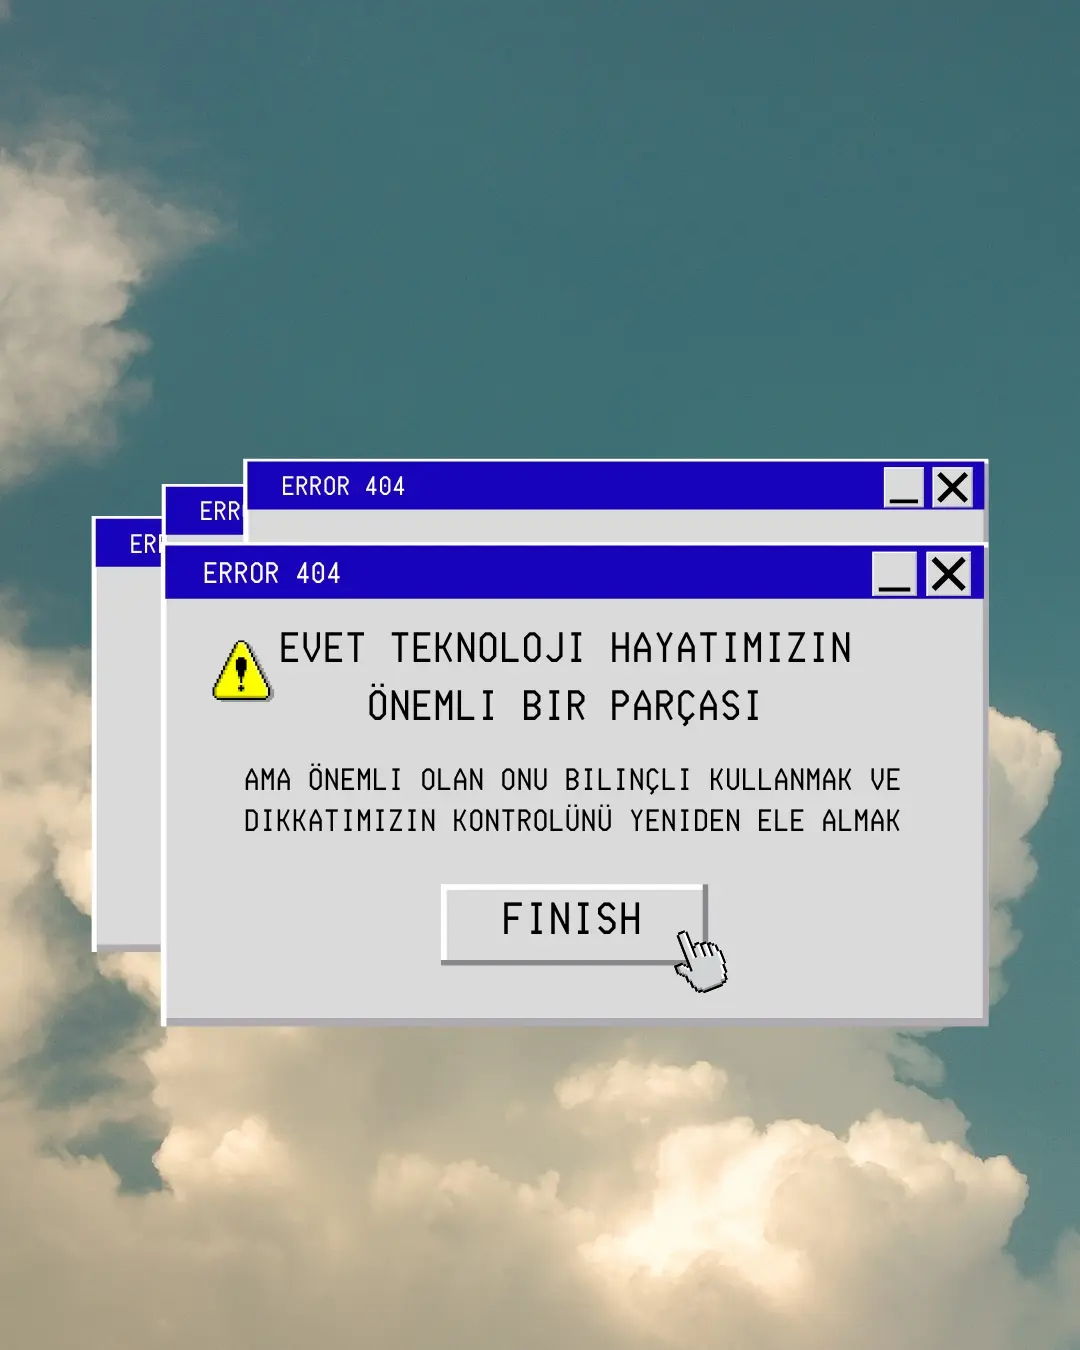 ERROR 404
ERR
ER
ERROR 404
EVET TEKNOLOJI HAYATIMIZIN
ÖNEMLI BIR PARÇASI
AMA ÖNEMLI OLAN ONU BILINÇLI KULLANMAK VE
DIKKATIMIZIN KONTROLÜNÜ YENIDEN ELE ALMAK
FINISH